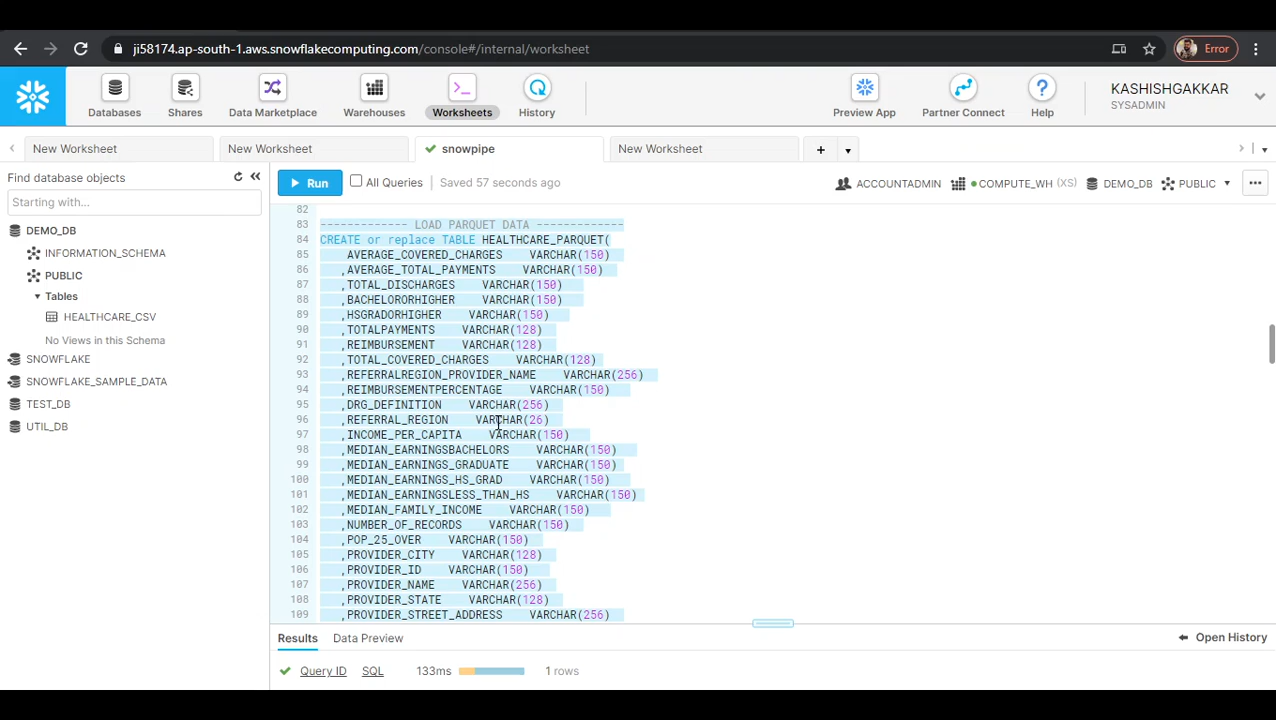 ji58174.ap-south-1.aws.snowflakecomputing.com/console#/internal/worksheet
Error
Databases
Shares
Data Marketplace
Warehouses
Worksheets
History
Preview App
Partner Connect
Help
KASHISHGAKKAR
SYSADMIN
New Worksheet
New Worksheet
snowpipe
New Worksheet
Find database objects
Starting with...
DEMO_DB
INFORMATION_SCHEMA
PUBLIC
Tables
HEALTHCARE_CSV
No Views in this Schema
SNOWFLAKE
SNOWFLAKE_SAMPLE_DATA
TEST_DB
UTIL_DB
Run
All Queries
Saved 57 seconds ago
ACCOUNTADMIN
COMPUTE_WH (XS)
DEMO_DB
PUBLIC
82
83 ------------- LOAD PARQUET DATA -------------
84 CREATE or replace TABLE HEALTHCARE_PARQUET(
85 AVERAGE_COVERED_CHARGES VARCHAR(150)
86 ,AVERAGE_TOTAL_PAYMENTS VARCHAR(150)
87 ,TOTAL_DISCHARGES VARCHAR(150)
88 ,BACHELORORHIGHER VARCHAR(150)
89 ,HSGRADORHIGHER VARCHAR(150)
90 ,TOTALPAYMENTS VARCHAR(128)
91 ,REIMBURSEMENT VARCHAR(128)
92 ,TOTAL_COVERED_CHARGES VARCHAR(128)
93 ,REFERRALREGION_PROVIDER_NAME VARCHAR(256)
94 ,REIMBURSEMENTPERCENTAGE VARCHAR(150)
95 ,DRG_DEFINITION VARCHAR(256)
96 ,REFERRAL_REGION VARCHAR(26)
97 ,INCOME_PER_CAPITA VARCHAR(150)
98 ,MEDIAN_EARNINGSBACHELORS VARCHAR(150)
99 ,MEDIAN_EARNINGS_GRADUATE VARCHAR(150)
100 ,MEDIAN_EARNINGS_HS_GRAD VARCHAR(150)
101 ,MEDIAN_EARNINGSLESS_THAN_HS VARCHAR(150)
102 ,MEDIAN_FAMILY_INCOME VARCHAR(150)
103 ,NUMBER_OF_RECORDS VARCHAR(150)
104 ,POP_25_OVER VARCHAR(150)
105 ,PROVIDER_CITY VARCHAR(128)
106 ,PROVIDER_ID VARCHAR(150)
107 ,PROVIDER_NAME VARCHAR(256)
108 ,PROVIDER_STATE VARCHAR(128)
109 ,PROVIDER_STREET_ADDRESS VARCHAR(256)
Results
Data Preview
Open History
Query ID
SQL
133ms
1 rows